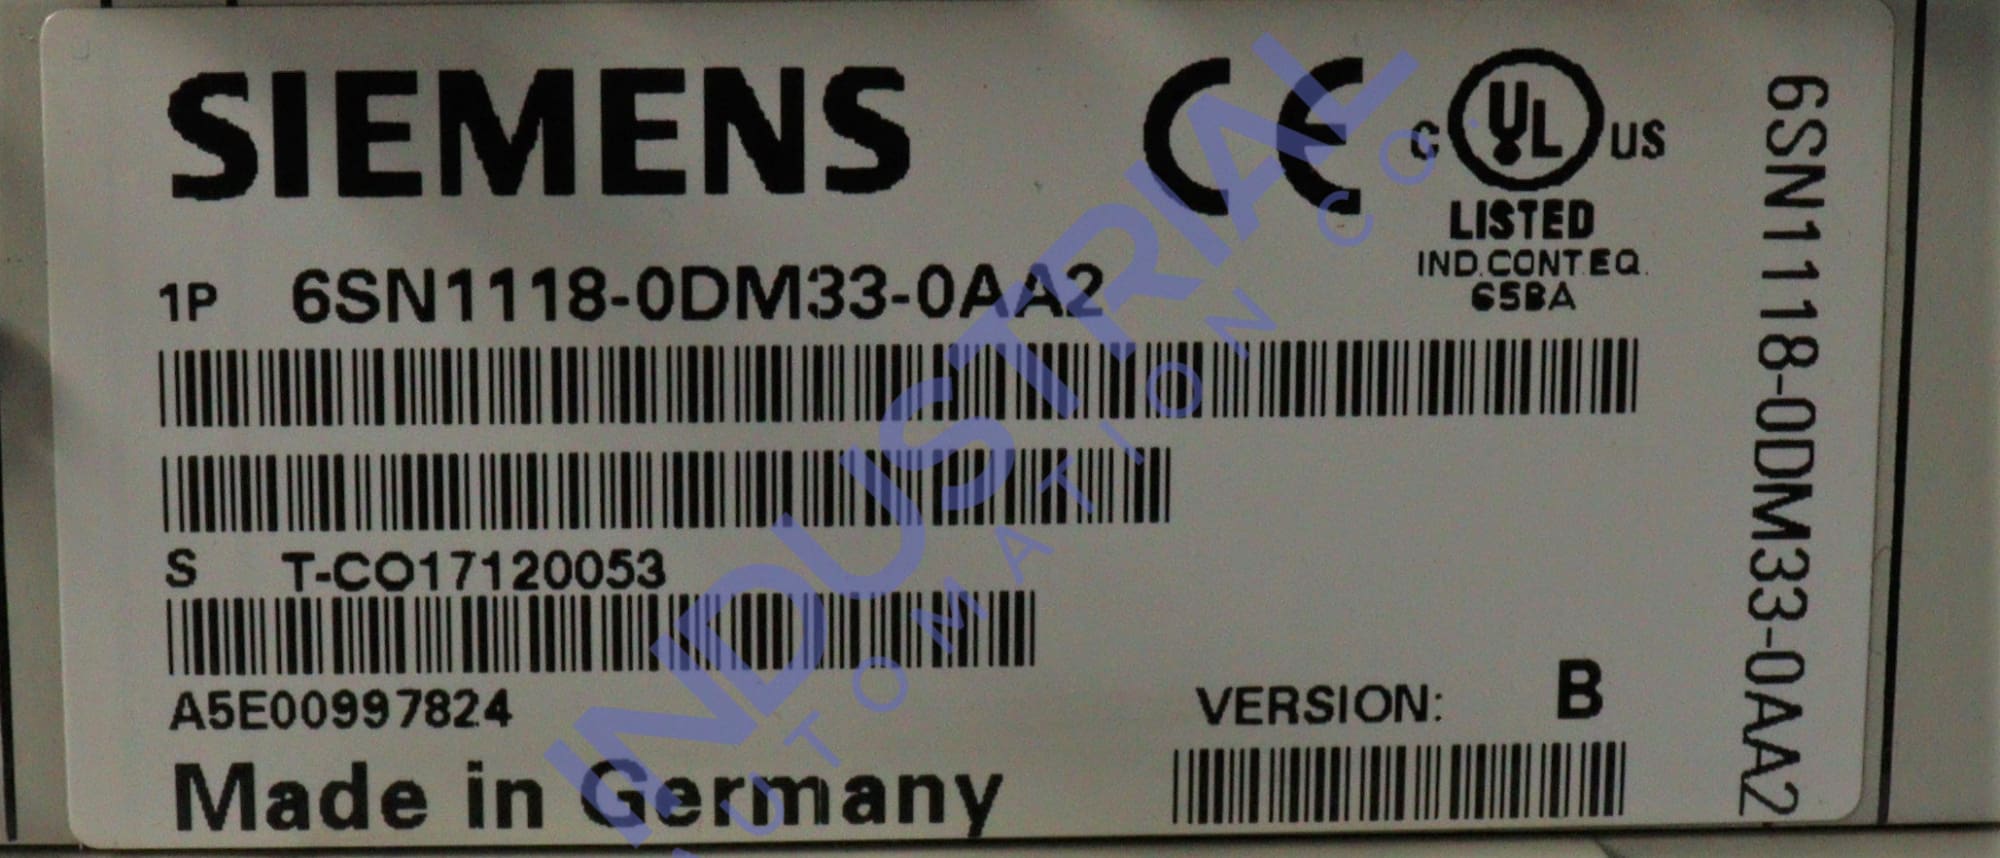 SIEMENS
CE
C UL US
LISTED
IND.CONT.EQ.
65BA
1P 6SN1118-0DM33-0AA2
S T-CO17120053
A5E00997824
VERSION: B
Made in Germany
6SN1118-0DM33-0AA2
INDUSTRIAL
AUTOMATION CO.